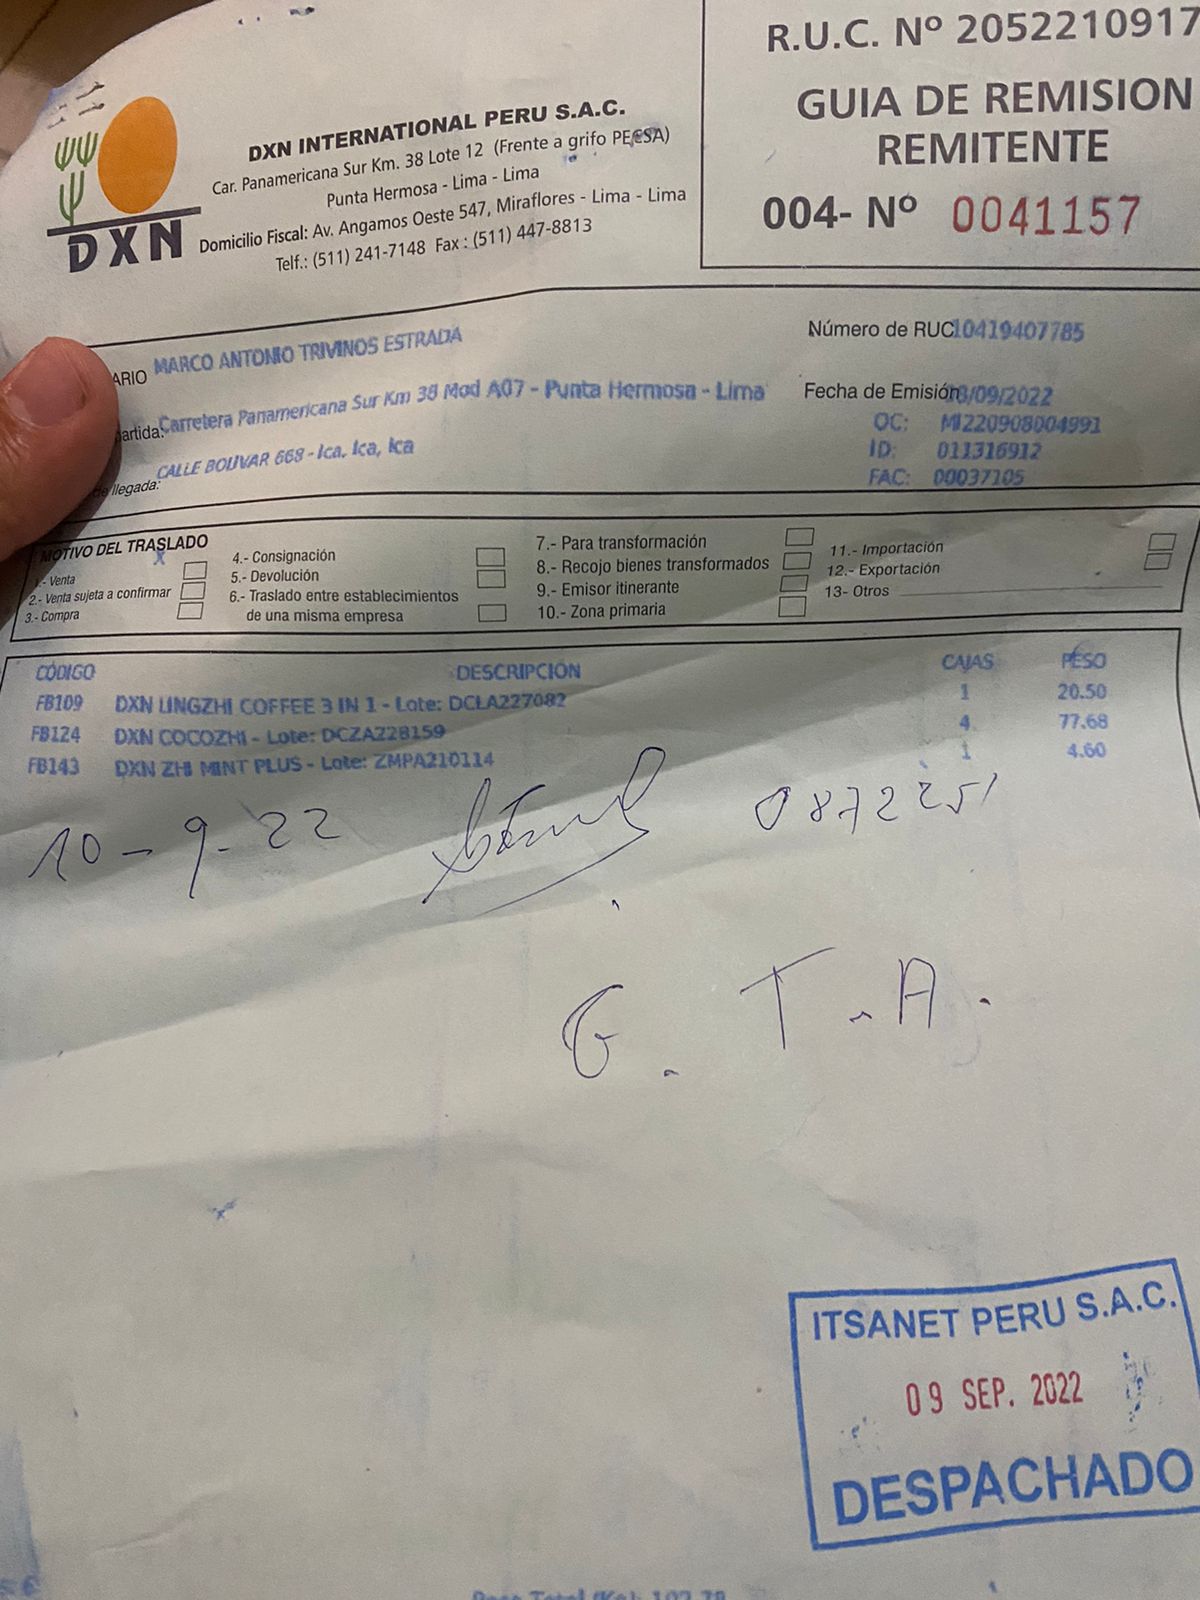 R.U.C. Nº 2052210917
GUIA DE REMISION
REMITENTE
004- Nº 0041157
DXN
DXN INTERNATIONAL PERU S.A.C.
Car. Panamericana Sur Km. 38 Lote 12 (Frente a grifo PECSA)
Punta Hermosa - Lima - Lima
Domicilio Fiscal: Av. Angamos Oeste 547, Miraflores - Lima - Lima
Telf.: (511) 241-7148 Fax : (511) 447-8813
ARIO MARCO ANTONIO TRIVINOS ESTRADA
Número de RUC 10419407785
artida: Carretera Panamericana Sur Km 38 Mod A07 - Punta Hermosa - Lima
Fecha de Emisión 8/09/2022
OC: MI220908004991
de llegada: CALLE BOLIVAR 668 - Ica, Ica, Ica
ID: 011316912
FAC: 00037105
MOTIVO DEL TRASLADO
X
1.- Venta
2.- Venta sujeta a confirmar
3.- Compra
4.- Consignación
5.- Devolución
6.- Traslado entre establecimientos
de una misma empresa
7.- Para transformación
8.- Recojo bienes transformados
9.- Emisor itinerante
10.- Zona primaria
11.- Importación
12.- Exportación
13- Otros
CÓDIGO DESCRIPCIÓN CAJAS PESO
FB109 DXN LINGZHI COFFEE 3 IN 1 - Lote: DCLA227082 1 20.50
FB124 DXN COCOZHI - Lote: DCZA228159 4 77.68
FB143 DXN ZHI MINT PLUS - Lote: ZMPA210114 1 4.60
10-9-22 0872251
G. T.A.
ITSANET PERU S.A.C.
09 SEP. 2022
DESPACHADO